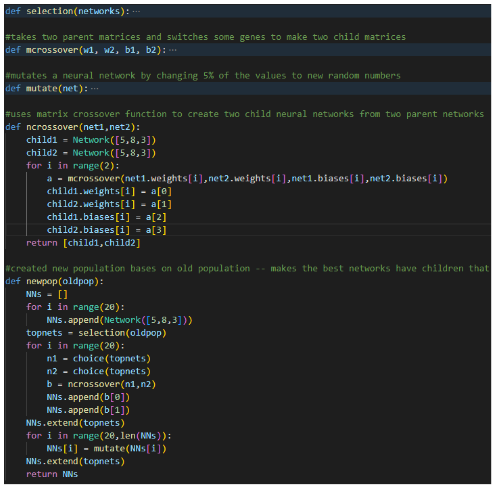 def selection(networks): ...
#takes two parent matrices and switches some genes to make two child matrices
def mcrossover(w1, w2, b1, b2): ...
#mutates a neural network by changing 5% of the values to new random numbers
def mutate(net): ...
#uses matrix crossover function to create two child neural networks from two parent networks
def ncrossover(net1,net2):
    child1 = Network([5,8,3])
    child2 = Network([5,8,3])
    for i in range(2):
        a = mcrossover(net1.weights[i],net2.weights[i],net1.biases[i],net2.biases[i])
        child1.weights[i] = a[0]
        child2.weights[i] = a[1]
        child1.biases[i] = a[2]
        child2.biases[i] = a[3]
    return [child1,child2]
#created new population bases on old population -- makes the best networks have children that
def newpop(oldpop):
    NNs = []
    for i in range(20):
        NNs.append(Network([5,8,3]))
    topnets = selection(oldpop)
    for i in range(20):
        n1 = choice(topnets)
        n2 = choice(topnets)
        b = ncrossover(n1,n2)
        NNs.append(b[0])
        NNs.append(b[1])
    NNs.extend(topnets)
    for i in range(20,len(NNs)):
        NNs[i] = mutate(NNs[i])
    NNs.extend(topnets)
    return NNs